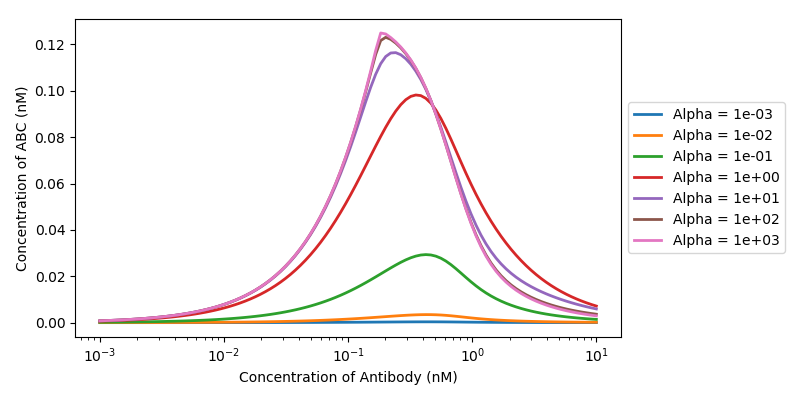 0.12
0.10
0.08
0.06
0.04
0.02
0.00
Concentration of ABC (nM)
10⁻³
10⁻²
10⁻¹
10⁰
10¹
Concentration of Antibody (nM)
Alpha = 1e-03
Alpha = 1e-02
Alpha = 1e-01
Alpha = 1e+00
Alpha = 1e+01
Alpha = 1e+02
Alpha = 1e+03